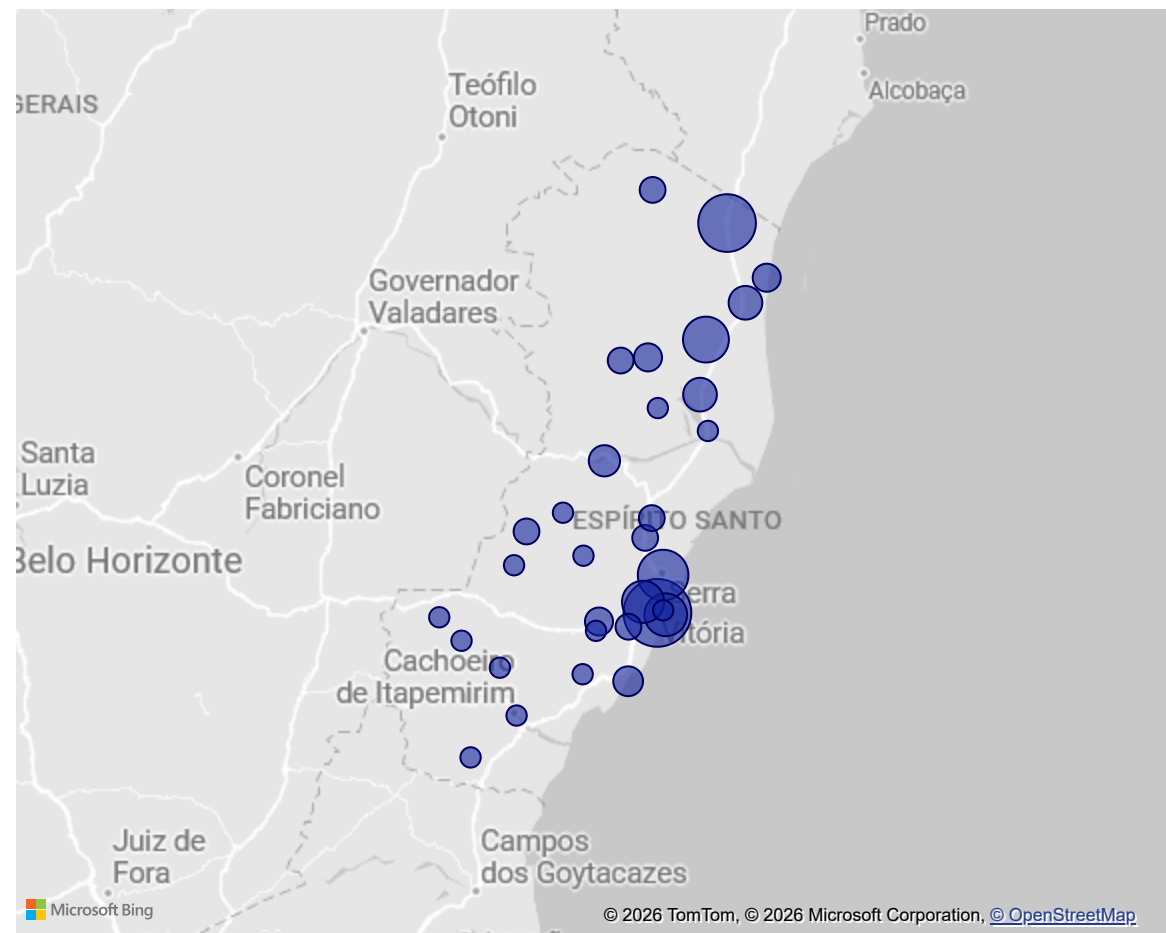 Prado
Alcobaça
GERAIS
Teófilo
Otoni
Governador
Valadares
Santa
Luzia
Coronel
Fabriciano
ESPÍRITO SANTO
Belo Horizonte
Serra
Vitória
Cachoeiro
de Itapemirim
Juiz de
Fora
Campos
dos Goytacazes
Microsoft Bing
© 2026 TomTom, © 2026 Microsoft Corporation, © OpenStreetMap